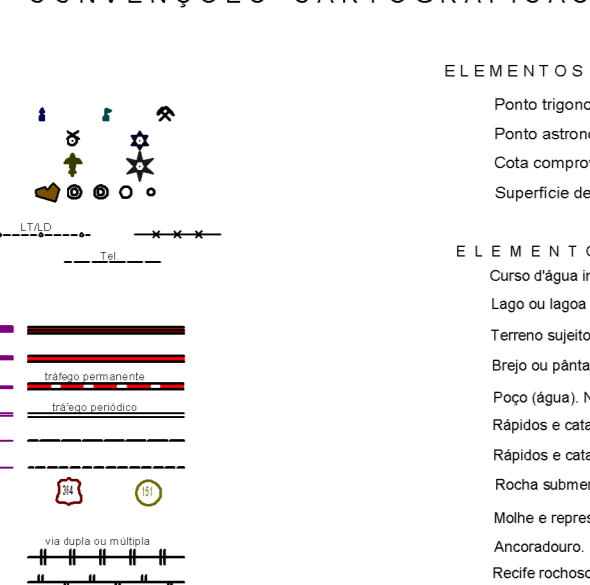 CONVENÇÕES CARTOGRÁFICAS
LT/LD
Tel.
tráfego permanente
tráfego periódico
364
151
via dupla ou múltipla
ELEMENTOS
Ponto trigono
Ponto astrono
Cota comprov
Superfície de
ELEMENTO
Curso d'água in
Lago ou lagoa
Terreno sujeito
Brejo ou pânta
Poço (água). N
Rápidos e cata
Rápidos e cata
Rocha submer
Molhe e repres
Ancoradouro.
Recife rochoso